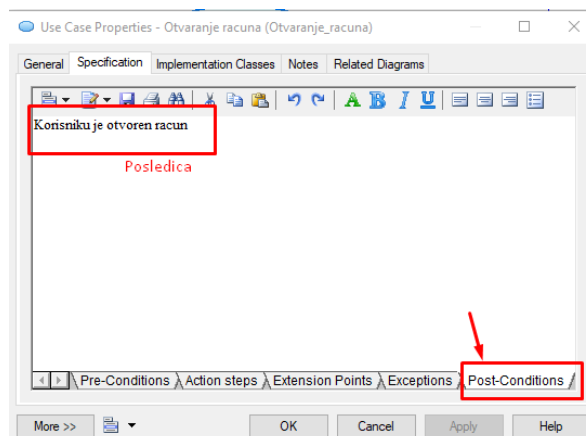 Use Case Properties - Otvaranje racuna (Otvaranje_racuna)
General Specification Implementation Classes Notes Related Diagrams
A B I U
Korisniku je otvoren racun
Posledica
Pre-Conditions Action steps Extension Points Exceptions Post-Conditions
More >> OK Cancel Apply Help